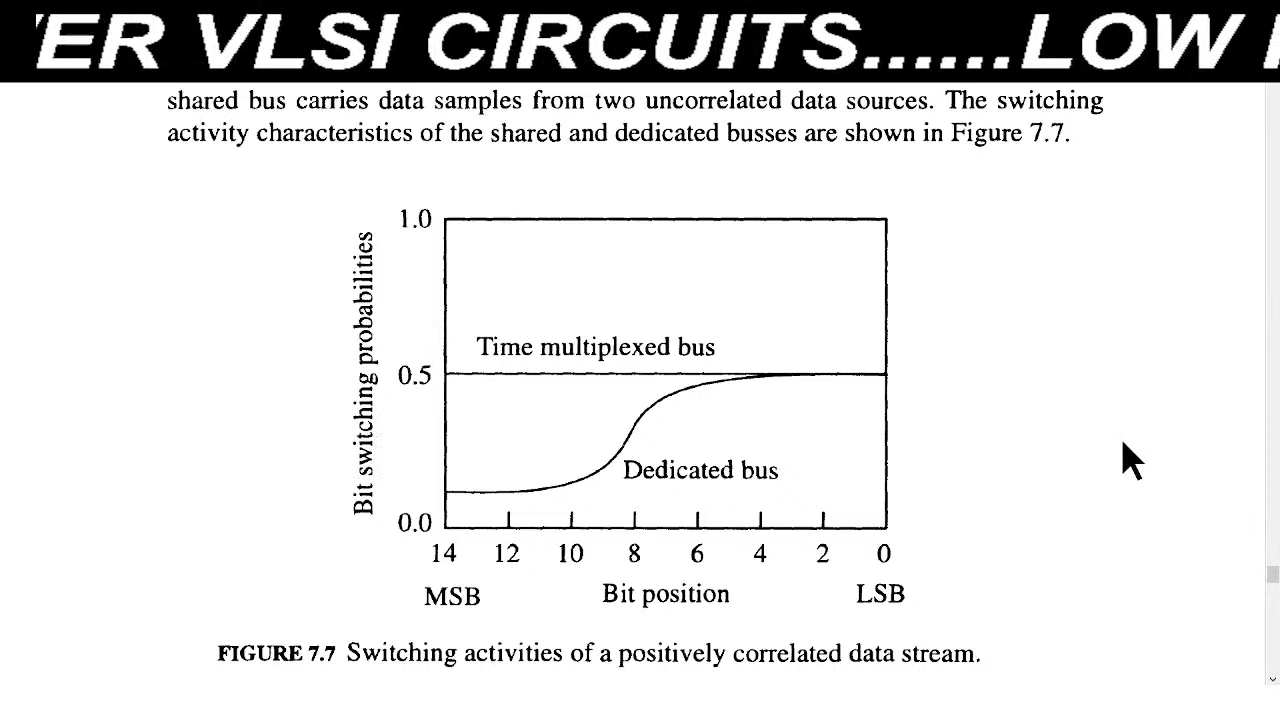 ER VLSI CIRCUITS......LOW
shared bus carries data samples from two uncorrelated data sources. The switching
activity characteristics of the shared and dedicated busses are shown in Figure 7.7.
1.0
Time multiplexed bus
0.5
Bit switching probabilities
Dedicated bus
0.0
14 12 10 8 6 4 2 0
MSB Bit position LSB
FIGURE 7.7 Switching activities of a positively correlated data stream.